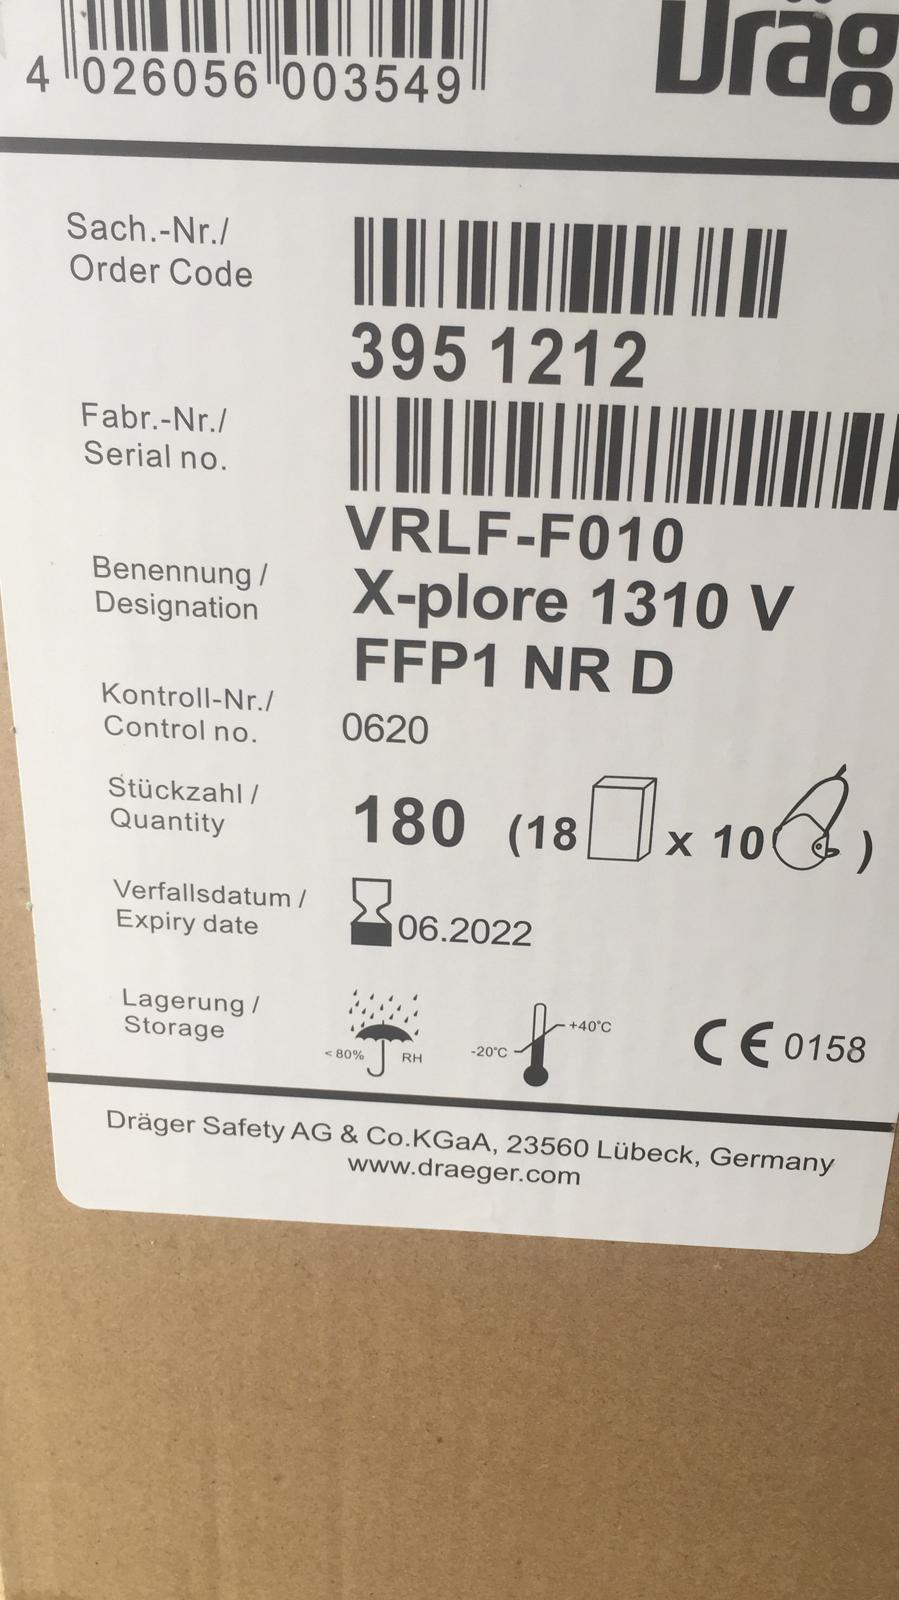 4 026056 003549
Dräg
Sach.-Nr./
Order Code
395 1212
Fabr.-Nr./
Serial no.
VRLF-F010
Benennung /
Designation
X-plore 1310 V
FFP1 NR D
Kontroll-Nr./
Control no.
0620
Stückzahl /
Quantity
180 (18 x 10 )
Verfallsdatum /
Expiry date
06.2022
Lagerung /
Storage
<80% RH
-20°C +40°C
CE 0158
Dräger Safety AG & Co.KGaA, 23560 Lübeck, Germany
www.draeger.com